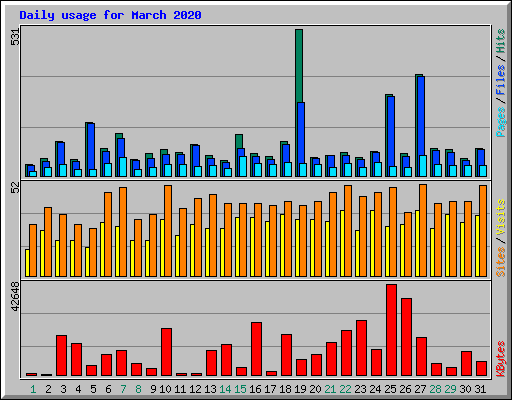 Daily usage for March 2020
531
Pages / Files / Hits
52
Sites / Visits
42648
KBytes
1 2 3 4 5 6 7 8 9 10 11 12 13 14 15 16 17 18 19 20 21 22 23 24 25 26 27 28 29 30 31